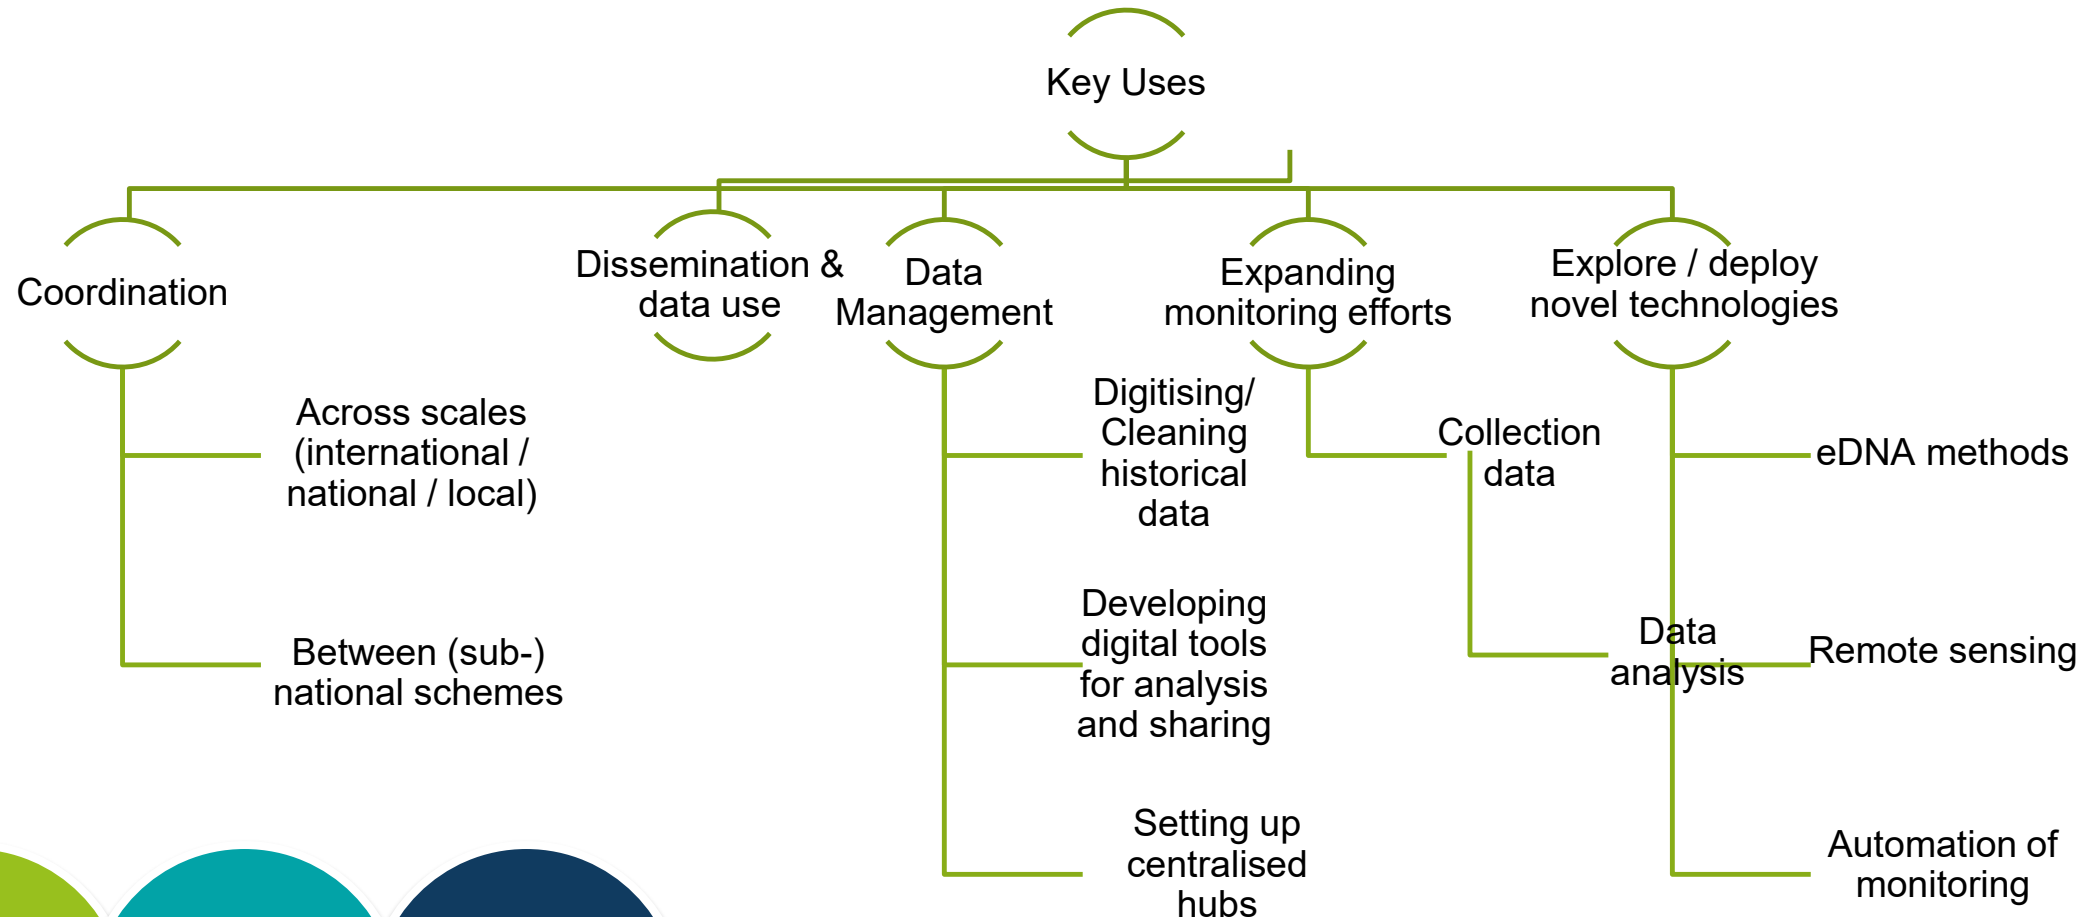 Key Uses
Coordination
Across scales
(international /
national / local)
Between (sub-)
national schemes
Dissemination &
data use
Data
Management
Digitising/
Cleaning
historical
data
Developing
digital tools
for analysis
and sharing
Setting up
centralised
hubs
Expanding
monitoring efforts
Collection
data
Data
analysis
Explore / deploy
novel technologies
eDNA methods
Remote sensing
Automation of
monitoring